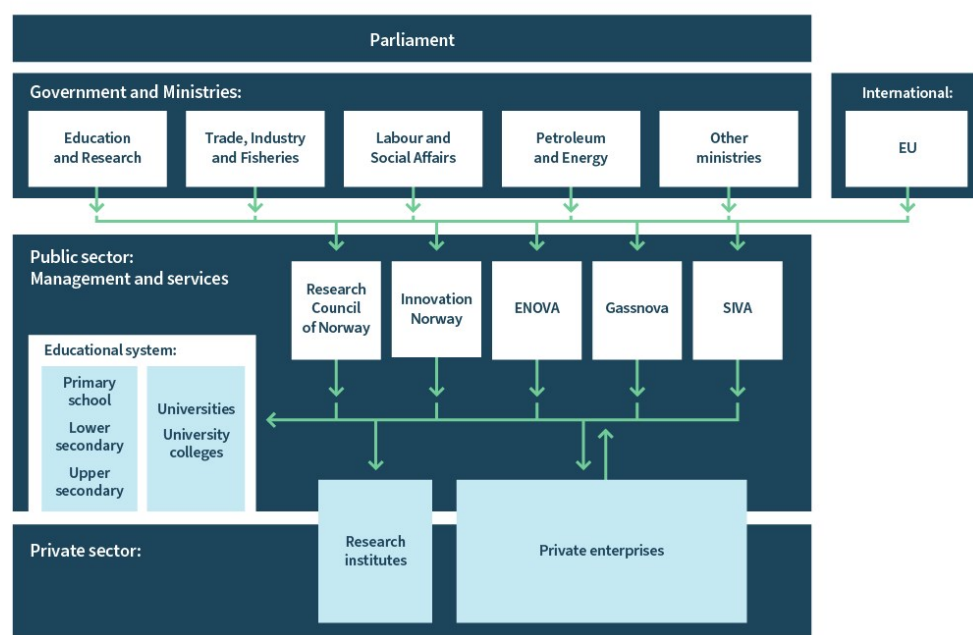 Parliament
Government and Ministries:
Education
and Research
Trade, Industry
and Fisheries
Labour and
Social Affairs
Petroleum
and Energy
Other
ministries
International:
EU
Public sector:
Management and services
Research
Council
of Norway
Innovation
Norway
ENOVA
Gassnova
SIVA
Educational system:
Primary
school
Lower
secondary
Upper
secondary
Universities
University
colleges
Private sector:
Research
institutes
Private enterprises